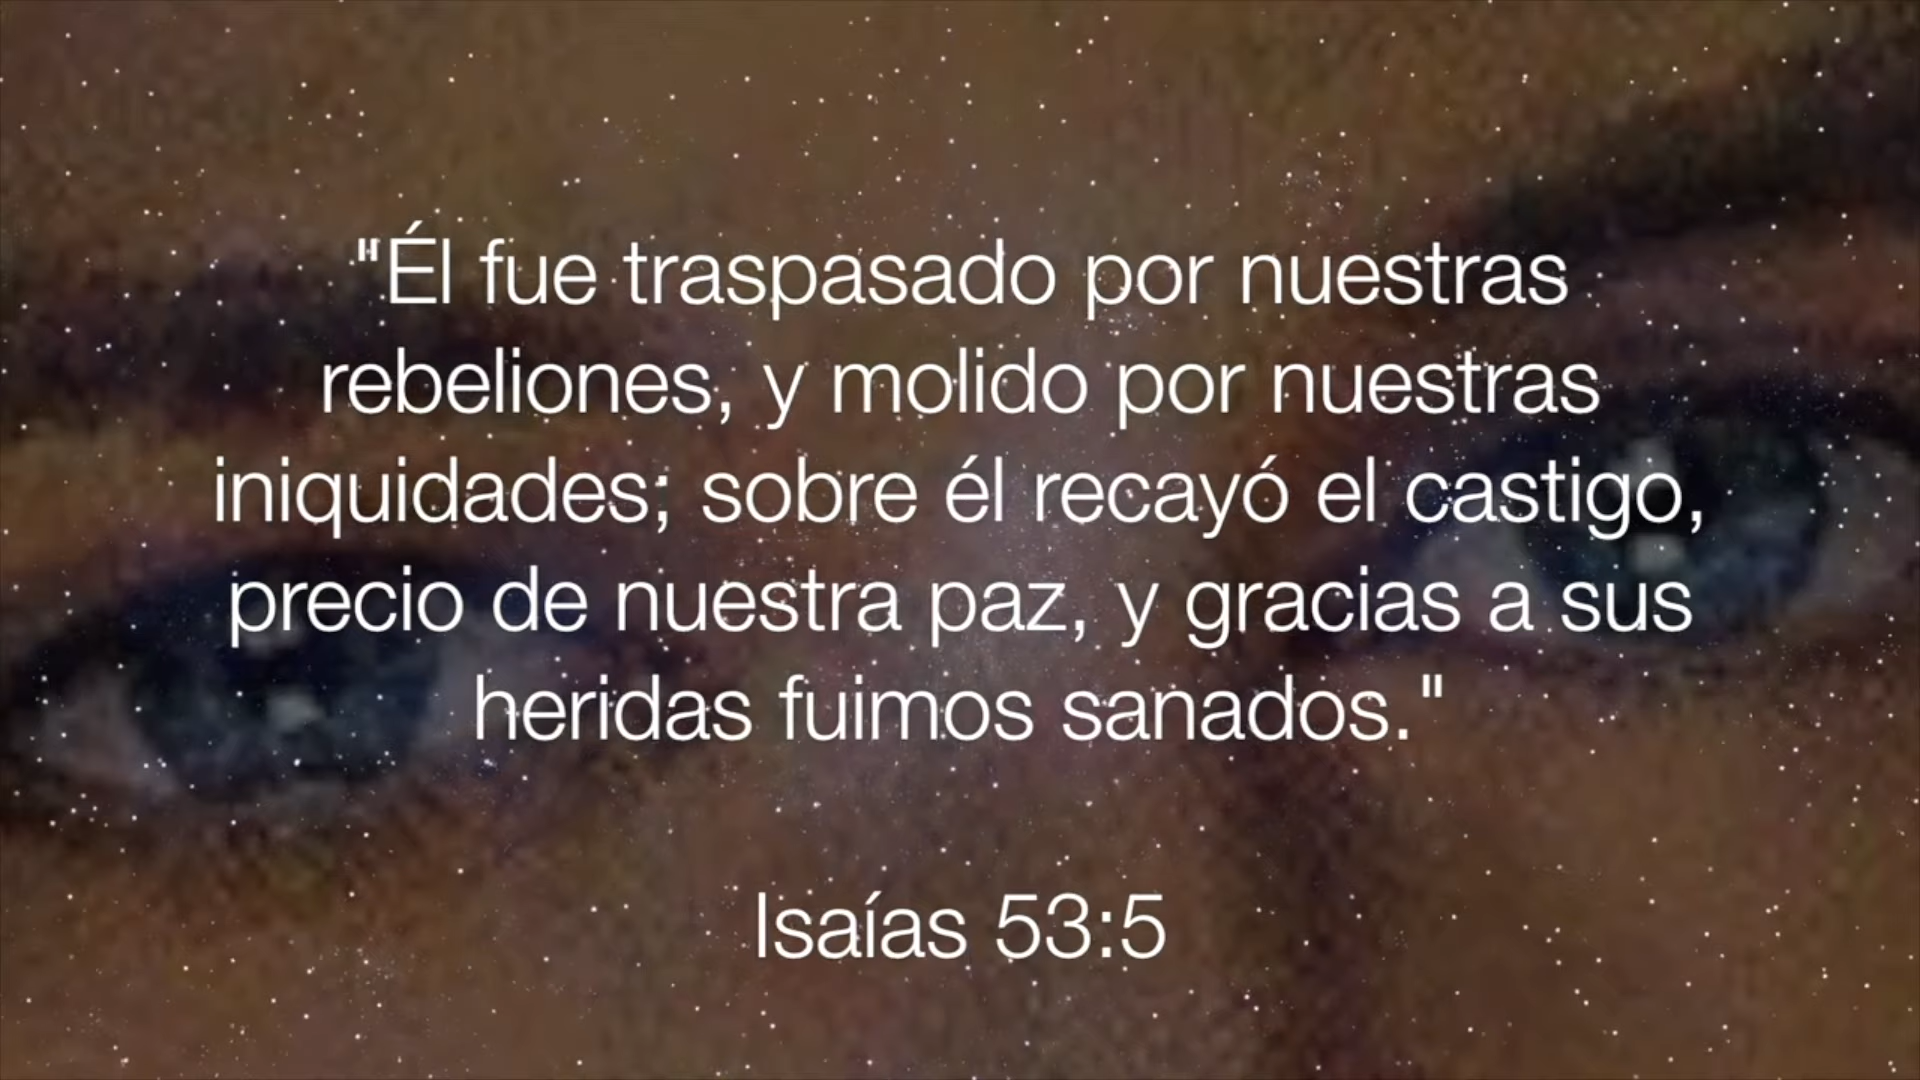 "Él fue traspasado por nuestras
rebeliones, y molido por nuestras
iniquidades; sobre él recayó el castigo,
precio de nuestra paz, y gracias a sus
heridas fuimos sanados."
Isaías 53:5